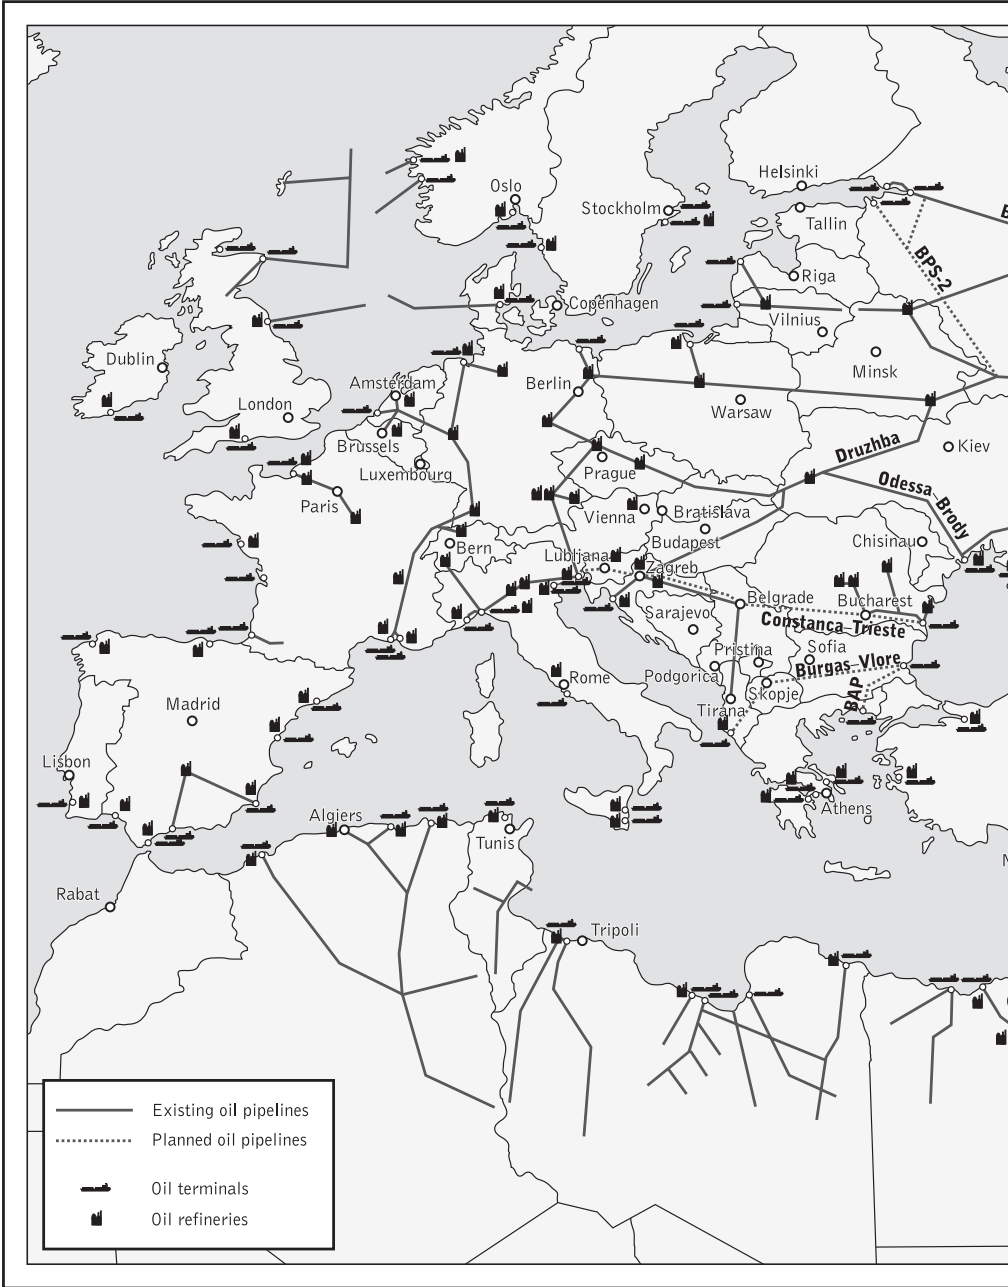 Oslo
Helsinki
Stockholm
Tallin
BPS-2
Riga
Copenhagen
Vilnius
Dublin
Minsk
Amsterdam
Berlin
London
Warsaw
Brussels
Druzhba
Kiev
Luxembourg
Prague
Odessa–Brody
Paris
Vienna
Bratislava
Bern
Budapest
Chisinau
Lubljana
Zagreb
Belgrade
Bucharest
Sarajevo
Constanca–Trieste
Pristina
Sofia
Podgorica
Burgas–Vlore
Rome
Skopje
BAP
Madrid
Tirana
Lisbon
Athens
Algiers
Tunis
Rabat
Tripoli
Existing oil pipelines
Planned oil pipelines
Oil terminals
Oil refineries